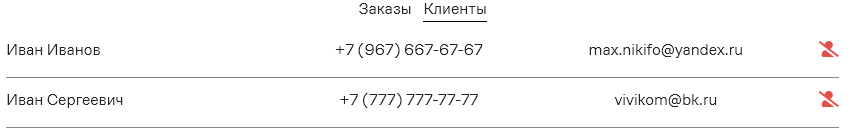 Заказы Клиенты
Иван Иванов +7 (967) 667-67-67 max.nikifo@yandex.ru
Иван Сергеевич +7 (777) 777-77-77 vivikom@bk.ru